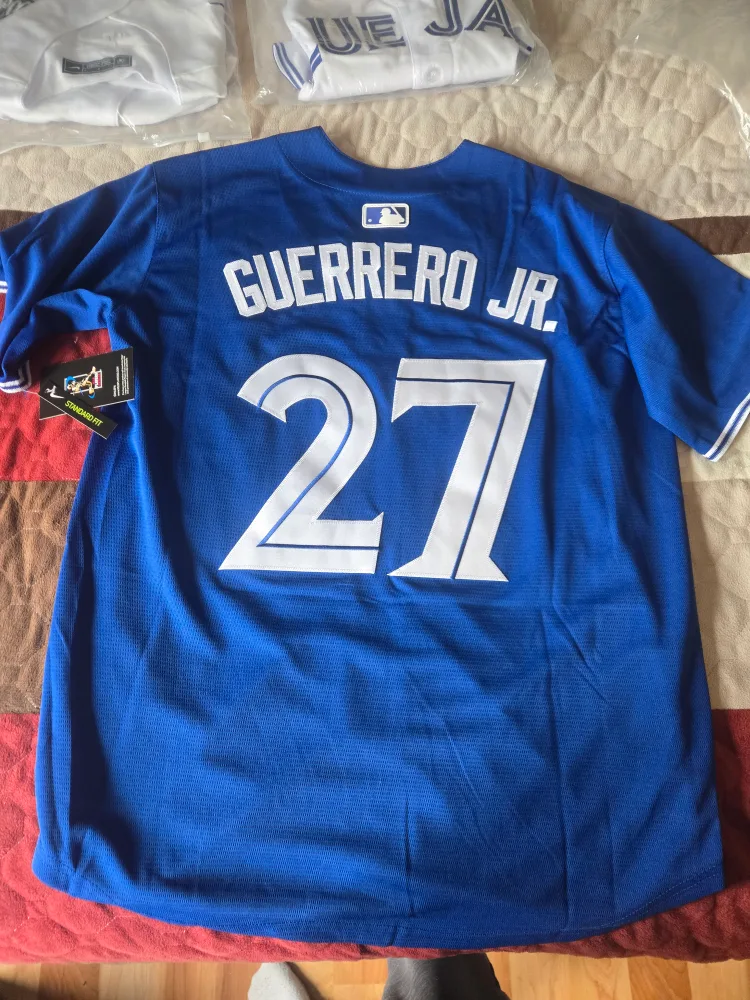 UE JA
GUERRERO JR.
27
STANDARD FIT